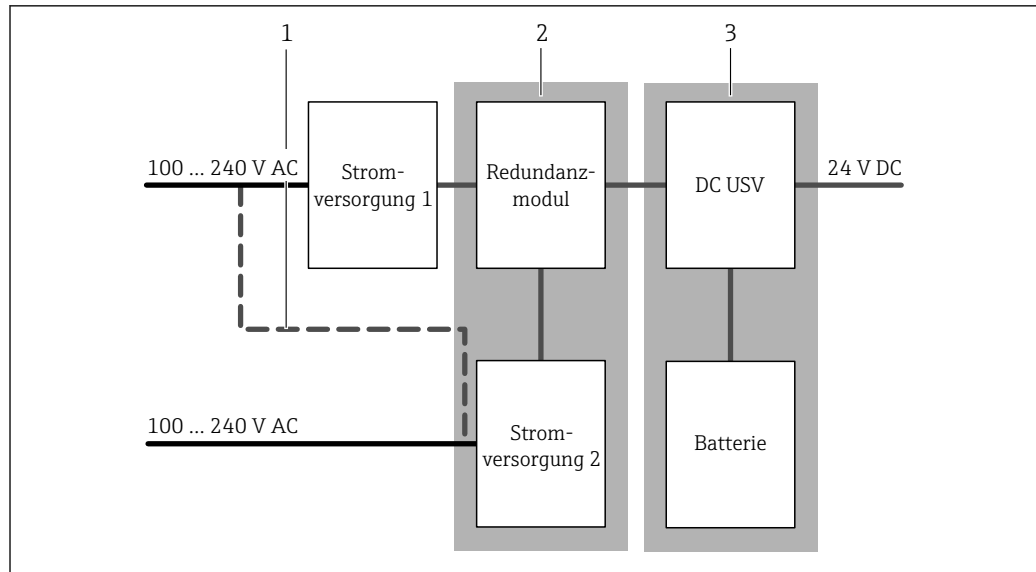 1
2
3
100 ... 240 V AC
Strom-
versorgung 1
Redundanz-
modul
DC USV
24 V DC
100 ... 240 V AC
Strom-
versorgung 2
Batterie